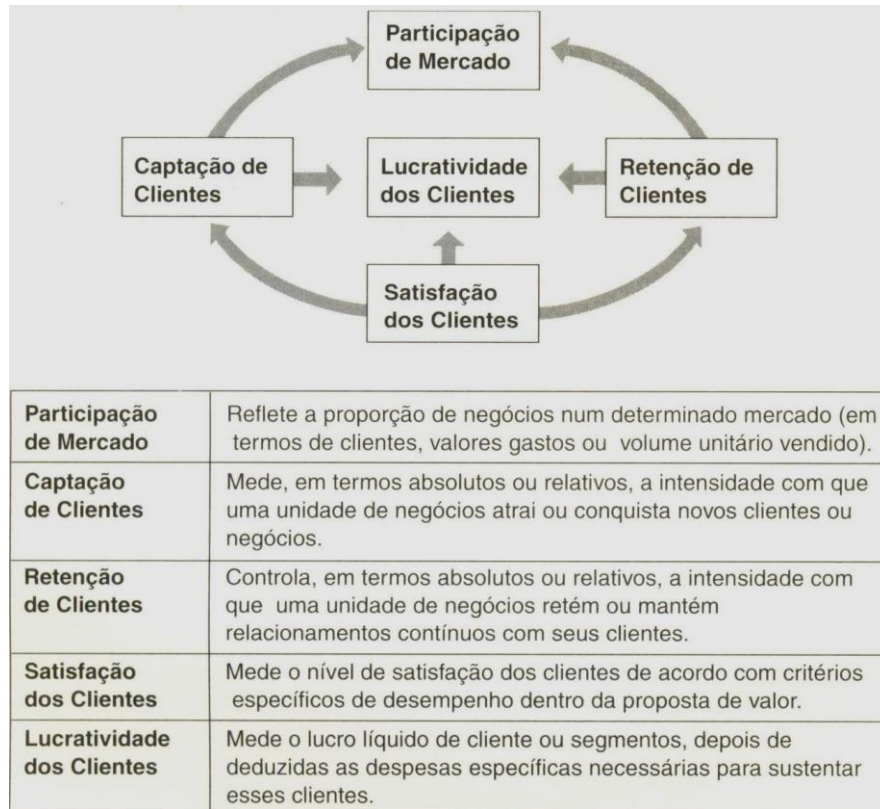 Participação
de Mercado
Captação de
Clientes
Lucratividade
dos Clientes
Retenção de
Clientes
Satisfação
dos Clientes
Participação
de Mercado
Reflete a proporção de negócios num determinado mercado (em
termos de clientes, valores gastos ou volume unitário vendido).
Captação
de Clientes
Mede, em termos absolutos ou relativos, a intensidade com que
uma unidade de negócios atrai ou conquista novos clientes ou
negócios.
Retenção
de Clientes
Controla, em termos absolutos ou relativos, a intensidade com
que uma unidade de negócios retém ou mantém
relacionamentos contínuos com seus clientes.
Satisfação
dos Clientes
Mede o nível de satisfação dos clientes de acordo com critérios
específicos de desempenho dentro da proposta de valor.
Lucratividade
dos Clientes
Mede o lucro líquido de cliente ou segmentos, depois de
deduzidas as despesas específicas necessárias para sustentar
esses clientes.